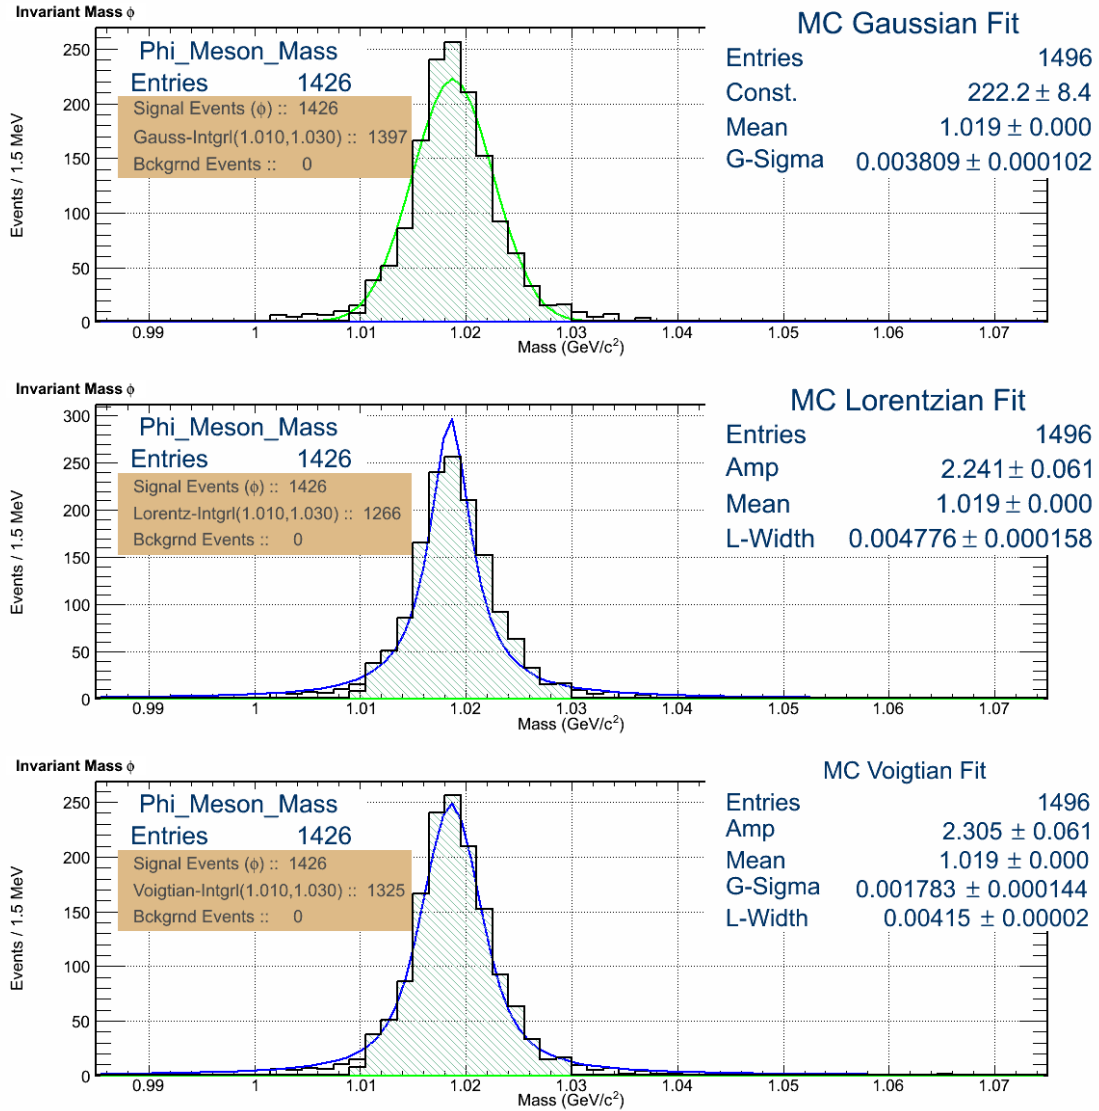 Invariant Mass ϕ
MC Gaussian Fit
Phi_Meson_Mass
Entries 1426
Signal Events (ϕ) :: 1426
Gauss-Intgrl(1.010,1.030) :: 1397
Bckgrnd Events :: 0
Entries 1496
Const. 222.2 ± 8.4
Mean 1.019 ± 0.000
G-Sigma 0.003809 ± 0.000102
Events / 1.5 MeV
250
200
150
100
50
0
0.99 1 1.01 1.02 1.03 1.04 1.05 1.06 1.07
Mass (GeV/c²)
Invariant Mass ϕ
MC Lorentzian Fit
Phi_Meson_Mass
Entries 1426
Signal Events (ϕ) :: 1426
Lorentz-Intgrl(1.010,1.030) :: 1266
Bckgrnd Events :: 0
Entries 1496
Amp 2.241 ± 0.061
Mean 1.019 ± 0.000
L-Width 0.004776 ± 0.000158
Events / 1.5 MeV
300
250
200
150
100
50
0
0.99 1 1.01 1.02 1.03 1.04 1.05 1.06 1.07
Mass (GeV/c²)
Invariant Mass ϕ
MC Voigtian Fit
Phi_Meson_Mass
Entries 1426
Signal Events (ϕ) :: 1426
Voigtian-Intgrl(1.010,1.030) :: 1325
Bckgrnd Events :: 0
Entries 1496
Amp 2.305 ± 0.061
Mean 1.019 ± 0.000
G-Sigma 0.001783 ± 0.000144
L-Width 0.00415 ± 0.00002
Events / 1.5 MeV
250
200
150
100
50
0
0.99 1 1.01 1.02 1.03 1.04 1.05 1.06 1.07
Mass (GeV/c²)